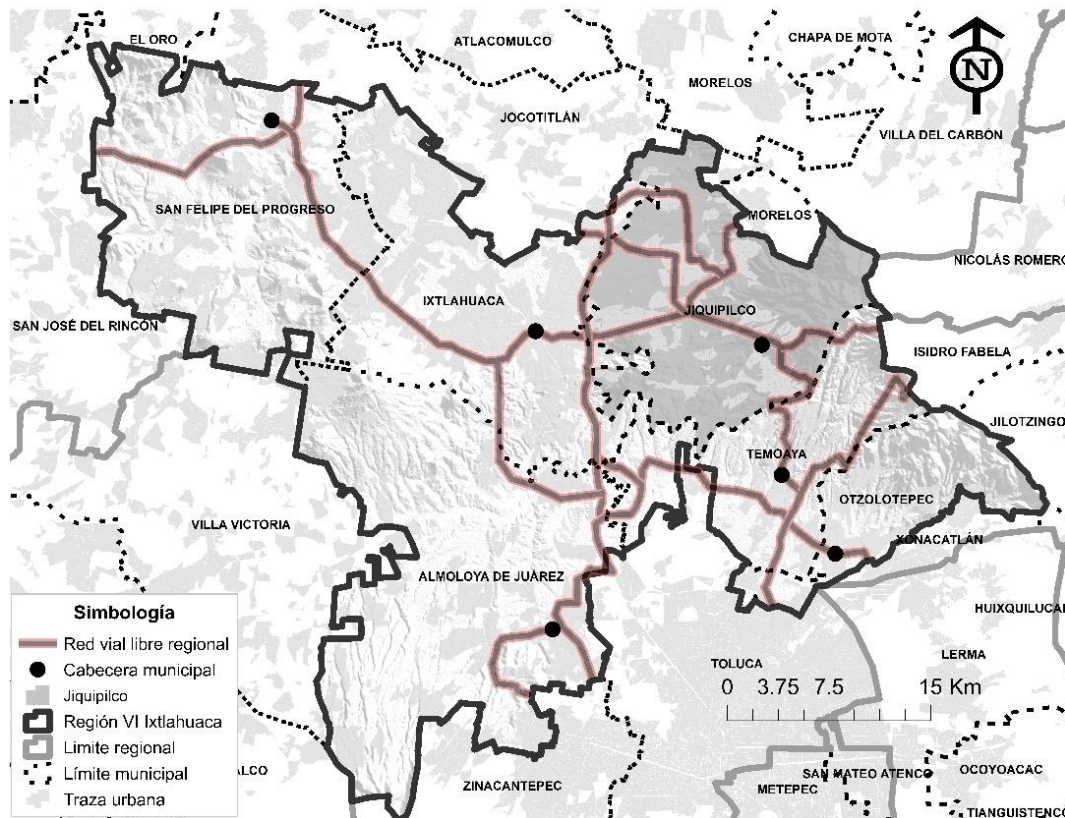 EL ORO
ATLACOMULCO
CHAPA DE MOTA
N
MORELOS
JOCOTITLÁN
VILLA DEL CARBÓN
SAN FELIPE DEL PROGRESO
MORELOS
NICOLÁS ROMERO
IXTLAHUACA
JIQUIPILCO
SAN JOSÉ DEL RINCÓN
ISIDRO FABELA
JILOTZINGO
TEMOAYA
OTZOLOTEPEC
VILLA VICTORIA
XONACATLÁN
ALMOLOYA DE JUÁREZ
HUIXQUILUCAN
LERMA
TOLUCA
0 3.75 7.5 15 Km
ALCO
ZINACANTEPEC
METEPEC
SAN MATEO ATENCO
OCOYOACAC
TIANGUISTENCO
Simbología
Red vial libre regional
Cabecera municipal
Jiquipilco
Región VI Ixtlahuaca
Limite regional
Límite municipal
Traza urbana